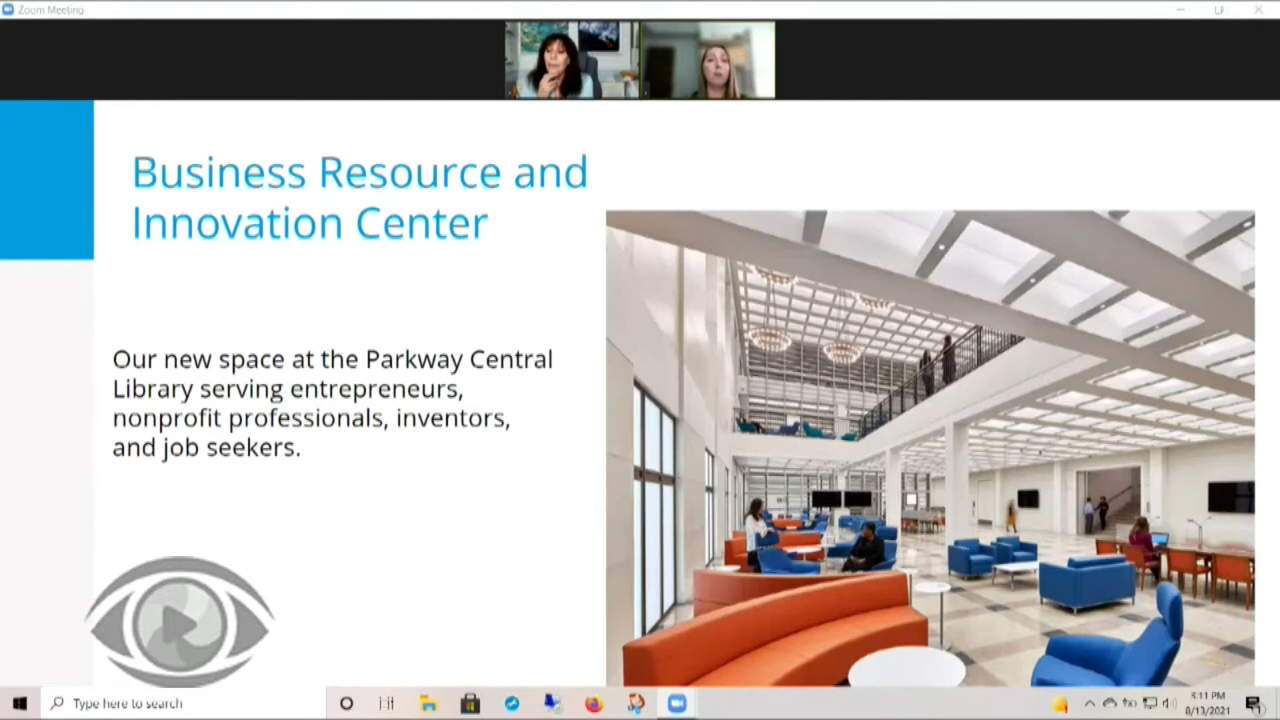 Zoom Meeting
Business Resource and
Innovation Center
Our new space at the Parkway Central
Library serving entrepreneurs,
nonprofit professionals, inventors,
and job seekers.
Type here to search
3:11 PM
8/13/2021